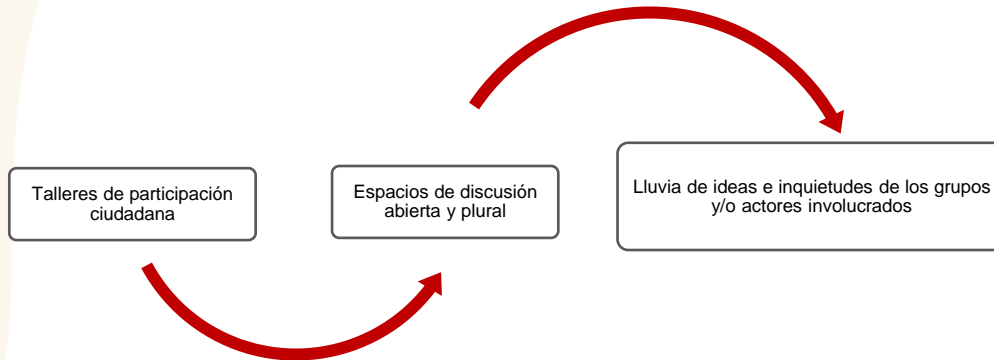 Talleres de participación
ciudadana
Espacios de discusión
abierta y plural
Lluvia de ideas e inquietudes de los grupos
y/o actores involucrados